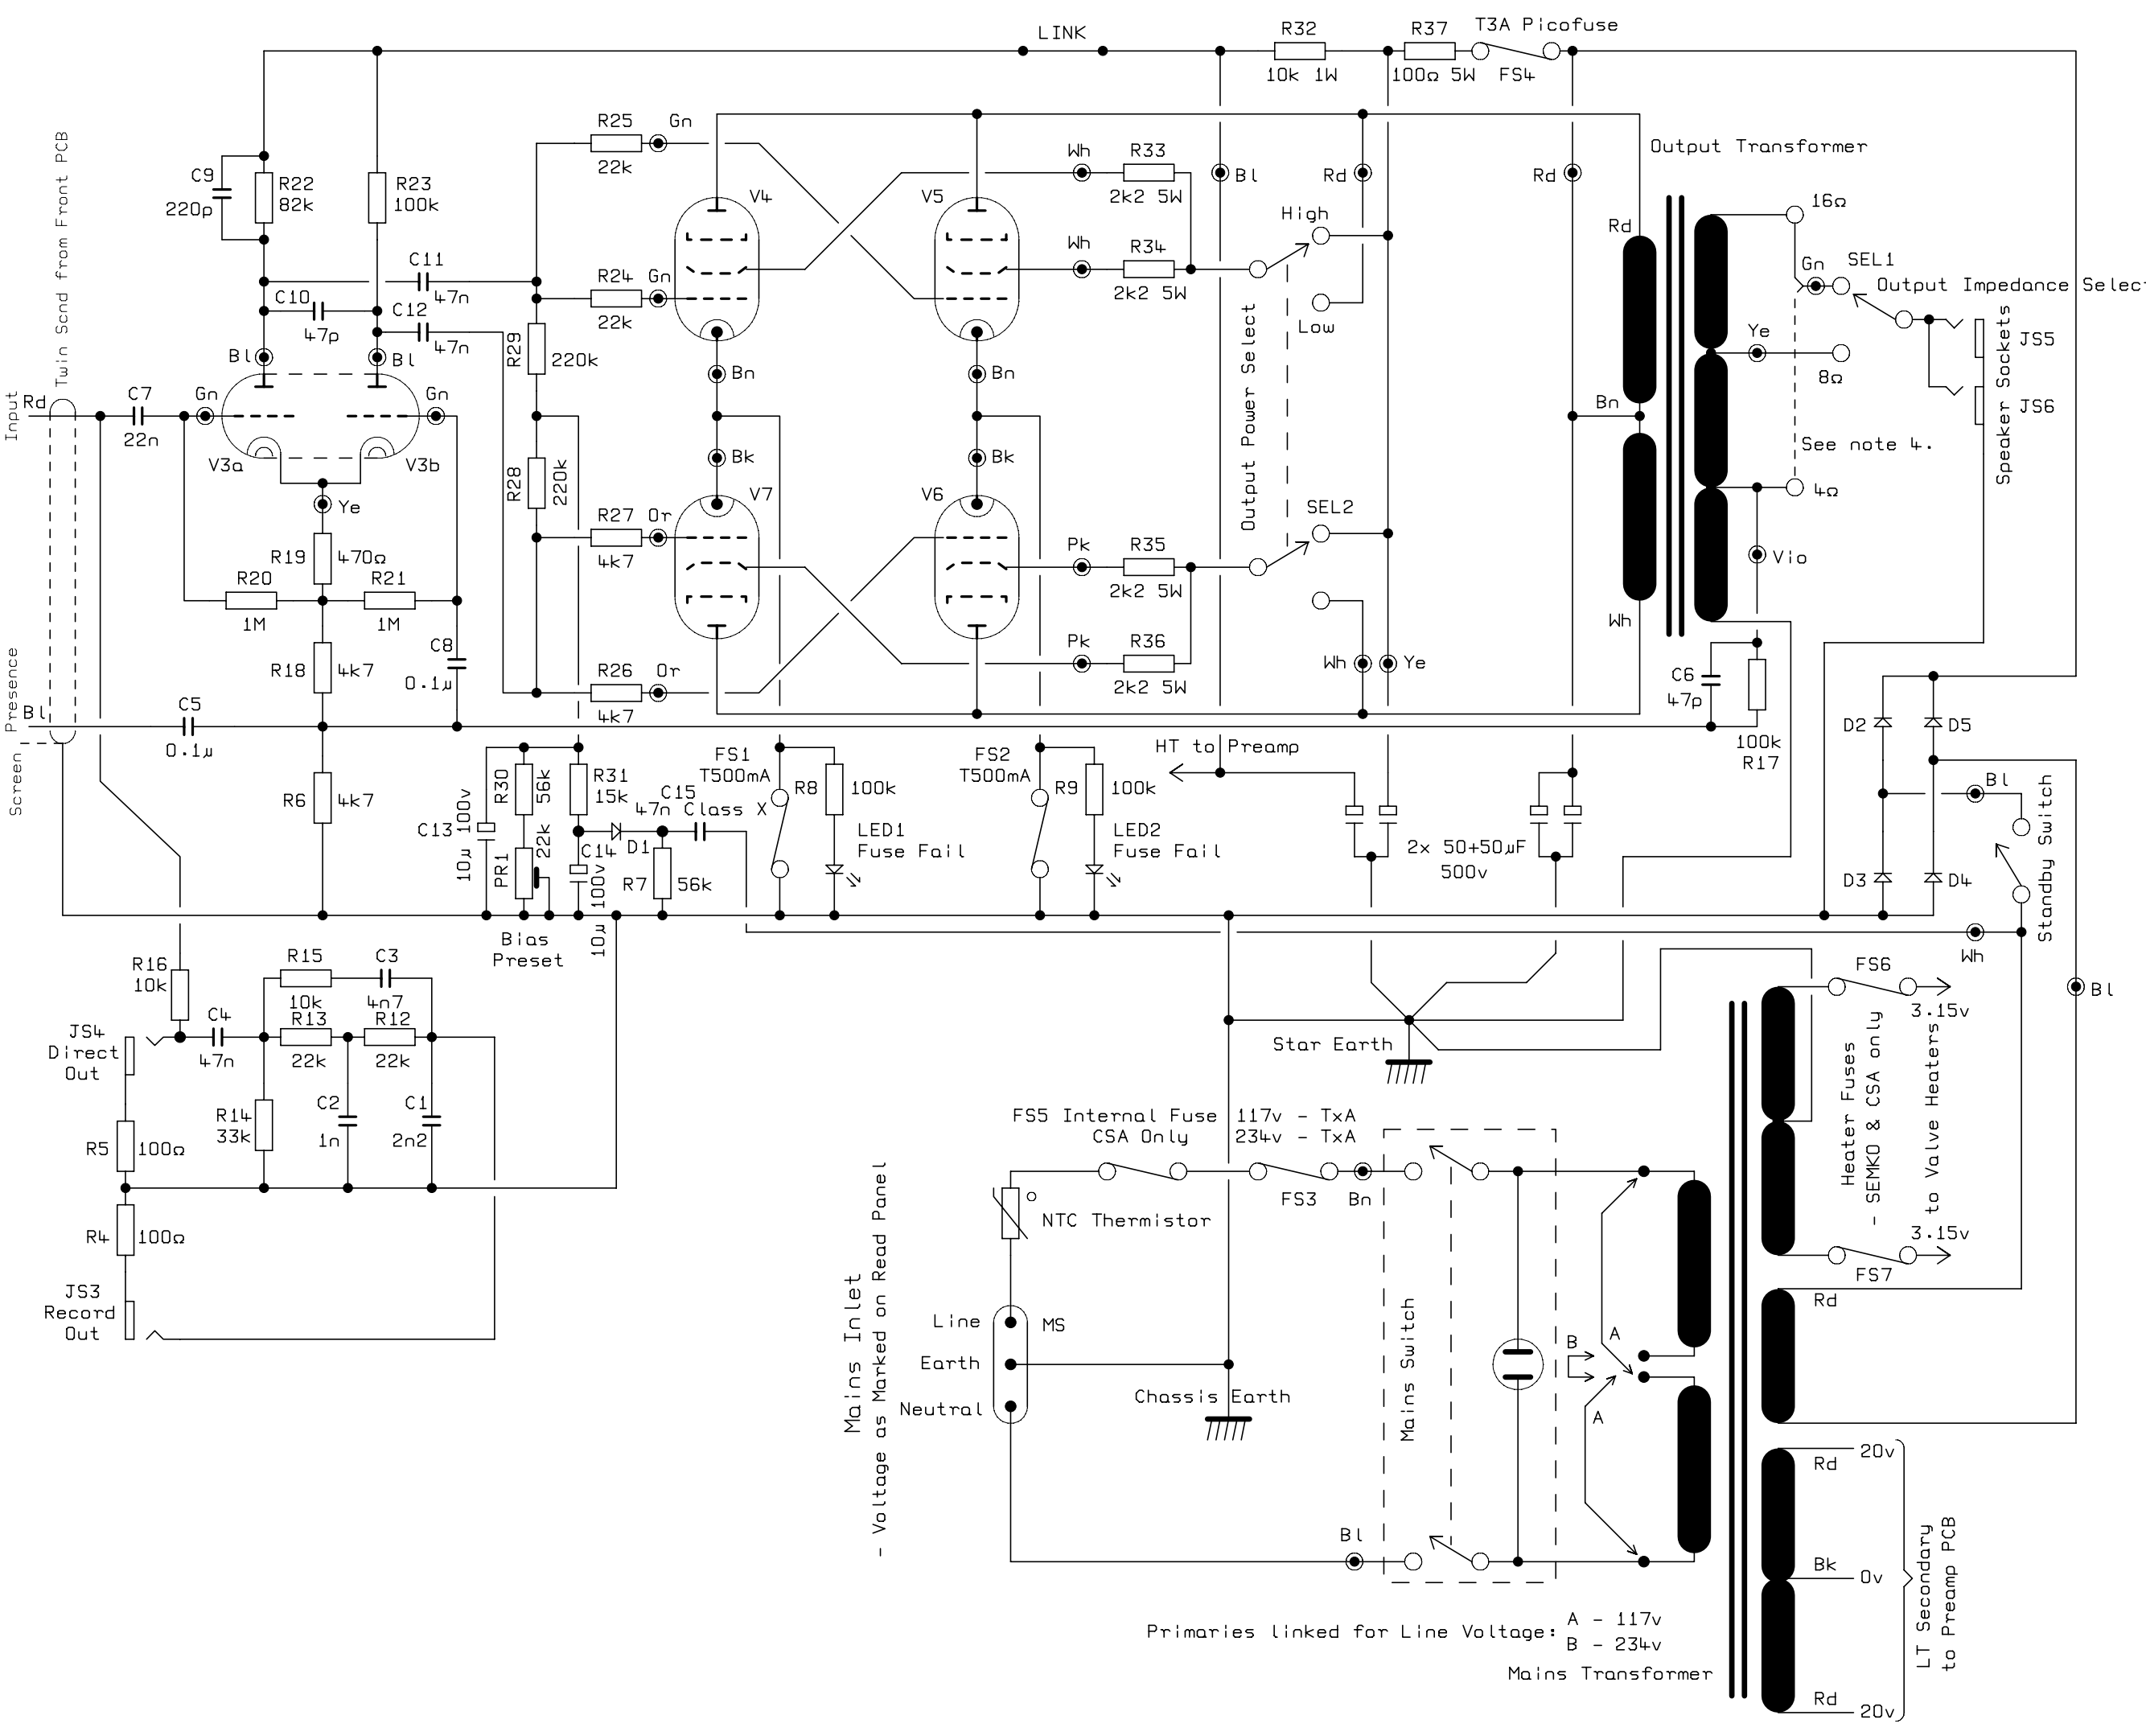 LINK
R32
10k 1W
R37
100Ω 5W
T3A Picofuse
FS4
Twin Scnd from Front PCB
C9
220p
R22
82k
R23
100k
C11
47n
C10
47p
C12
47n
Bl
Bl
Gn
Gn
Input
Rd
C7
22n
V3a
V3b
Ye
R19
470Ω
R20
1M
R21
1M
R18
4k7
C8
0.1µ
Screen Presence
Bl
C5
0.1µ
R6
4k7
R25
Gn
22k
R24
Gn
22k
R29
220k
R28
220k
R27
Or
4k7
R26
Or
4k7
V4
V5
V7
V6
Bn
Bn
Bk
Bk
Wh
R33
2k2 5W
Wh
R34
2k2 5W
Pk
R35
2k2 5W
Pk
R36
2k2 5W
Bl
Rd
Rd
High
Low
Output Power Select
SEL2
Wh
Ye
Output Transformer
Rd
Bn
Wh
16Ω
Gn
SEL1
Output Impedance Select
Ye
8Ω
See note 4.
4Ω
Vio
Speaker Sockets
JS5
JS6
C6
47p
100k
R17
D2
D5
D3
D4
Bl
Standby Switch
Wh
Bl
C13
10µ 100v
R30
56k
PR1
22k
R31
15k
C14
10µ 100v
D1
C15
47n
Class X
R7
56k
Bias
Preset
FS1
T500mA
R8
100k
LED1
Fuse Fail
FS2
T500mA
R9
100k
LED2
Fuse Fail
HT to Preamp
2x 50+50µF
500v
R16
10k
R15
10k
C3
4n7
JS4
Direct
Out
C4
47n
R13
22k
R12
22k
R14
33k
C2
1n
C1
2n2
R5
100Ω
R4
100Ω
JS3
Record
Out
Star Earth
FS5 Internal Fuse
CSA Only
117v - TxA
234v - TxA
FS3
Bn
NTC Thermistor
Mains Inlet
- Voltage as Marked on Read Panel
Line
MS
Earth
Neutral
Chassis Earth
Mains Switch
Bl
B
A
A
FS6
3.15v
Heater Fuses
- SEMKO & CSA only
to Valve Heaters
3.15v
FS7
Rd
20v
Rd
Bk
0v
Rd
20v
LT Secondary
to Preamp PCB
Primaries linked for Line Voltage:
A - 117v
B - 234v
Mains Transformer